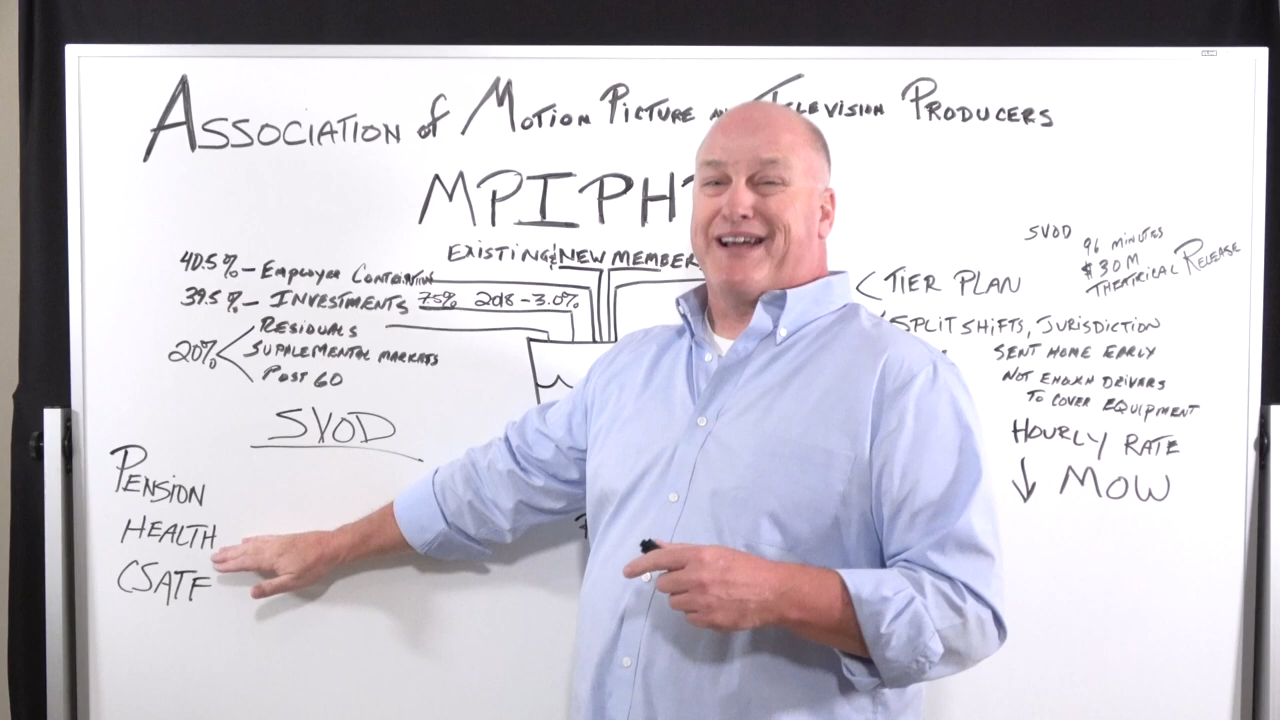 ASSOCIATION of MOTION PICTURE TELEVISION PRODUCERS
MPIPH
EXISTING & NEW MEMBER
40.5% - EMPLOYER CONTRIBUTION
39.5% - INVESTMENTS 7.5% 2018 - 3.0%
20% < RESIDUALS
SUPPLEMENTAL MARKETS
POST 60
SVOD
PENSION
HEALTH
CSATF
SVOD 96 MINUTES
$30M
THEATRICAL RELEASE
< TIER PLAN
SPLIT SHIFTS, JURISDICTION
SENT HOME EARLY
NOT DRIVERS
TO COVER EQUIPMENT
HOURLY RATE
↓ MOW